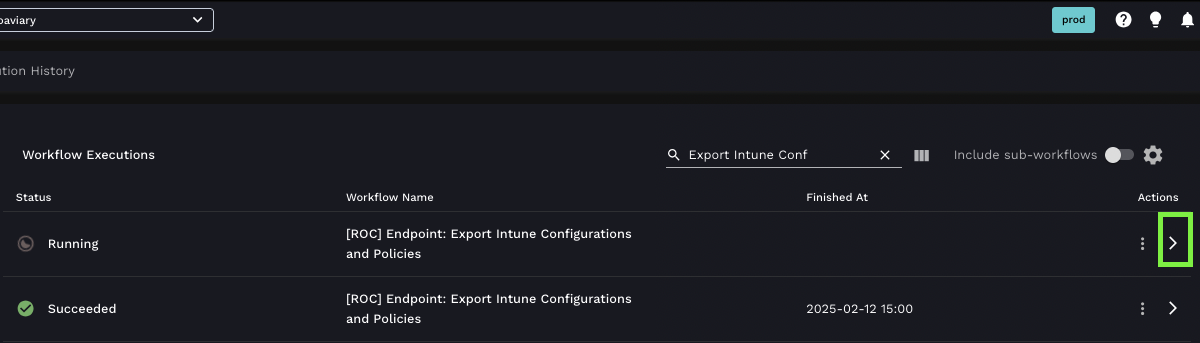 paviary
prod
ution History
Workflow Executions
Export Intune Conf
Include sub-workflows
Status
Workflow Name
Finished At
Actions
Running
[ROC] Endpoint: Export Intune Configurations
and Policies
Succeeded
[ROC] Endpoint: Export Intune Configurations
and Policies
2025-02-12 15:00